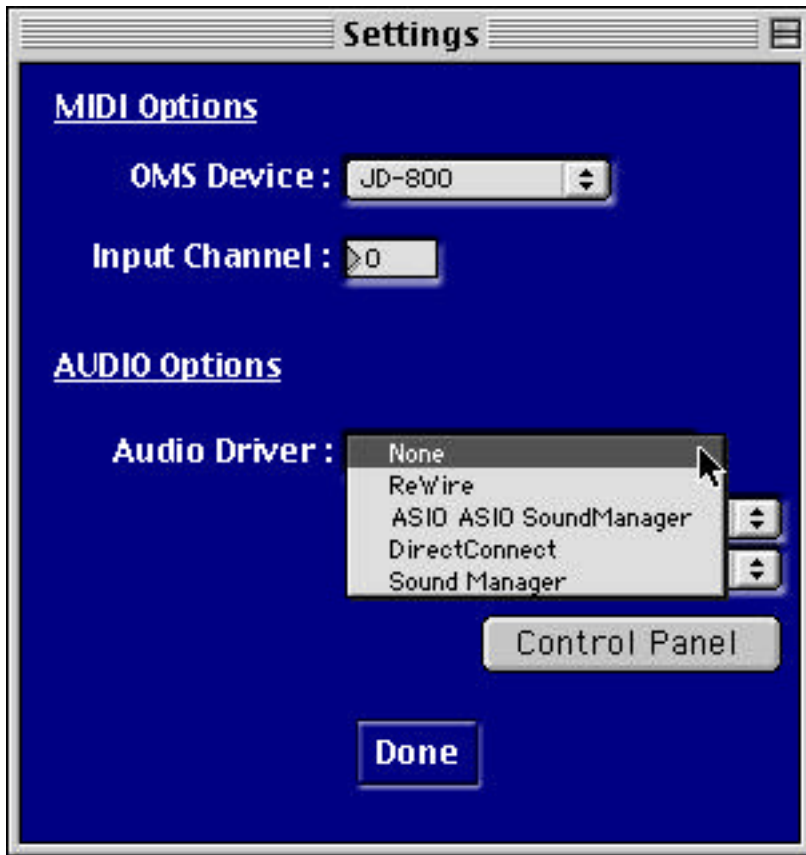 Settings
MIDI Options
OMS Device : JD-800
Input Channel : 0
AUDIO Options
Audio Driver : None
ReWire
ASIO ASIO SoundManager
DirectConnect
Sound Manager
Control Panel
Done